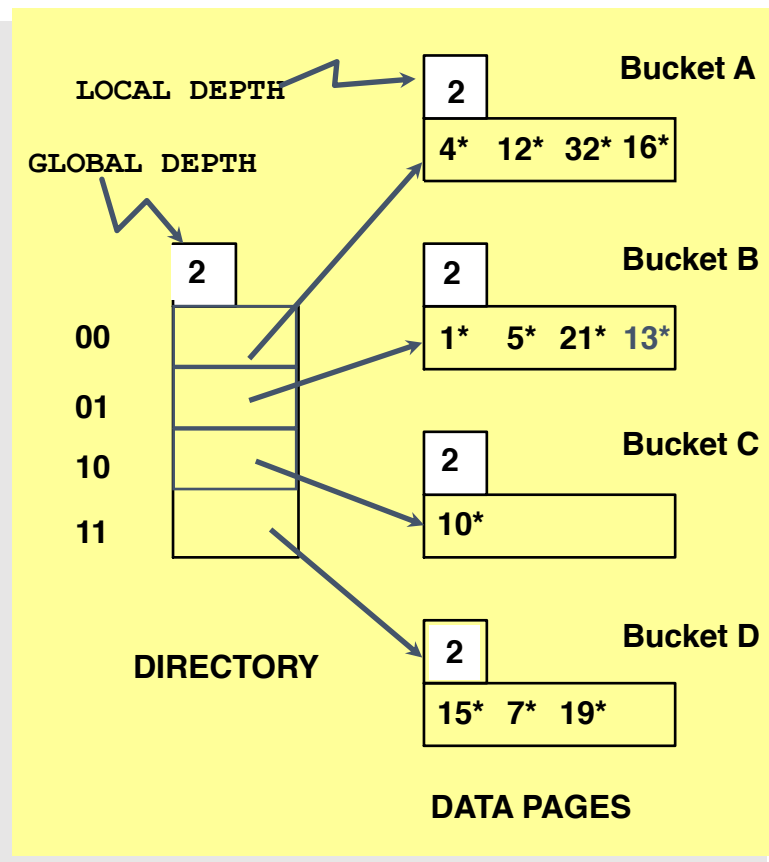 Bucket A
LOCAL DEPTH
2
4* 12* 32* 16*
GLOBAL DEPTH
2
Bucket B
2
1* 5* 21* 13*
00
01
10
11
Bucket C
2
10*
Bucket D
2
15* 7* 19*
DIRECTORY
DATA PAGES